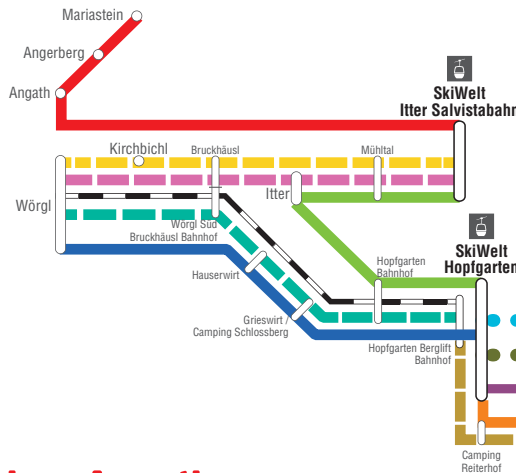 Mariastein
Angerberg
Angath
SkiWelt
Itter Salvistabahn
Kirchbichl
Bruckhäusl
Mühltal
Itter
Wörgl
Wörgl Süd
Bruckhäusl Bahnhof
Hauserwirt
Hopfgarten
Bahnhof
SkiWelt
Hopfgarten
Grieswirt /
Camping Schlossberg
Hopfgarten Berglift
Bahnhof
Camping
Reiterhof